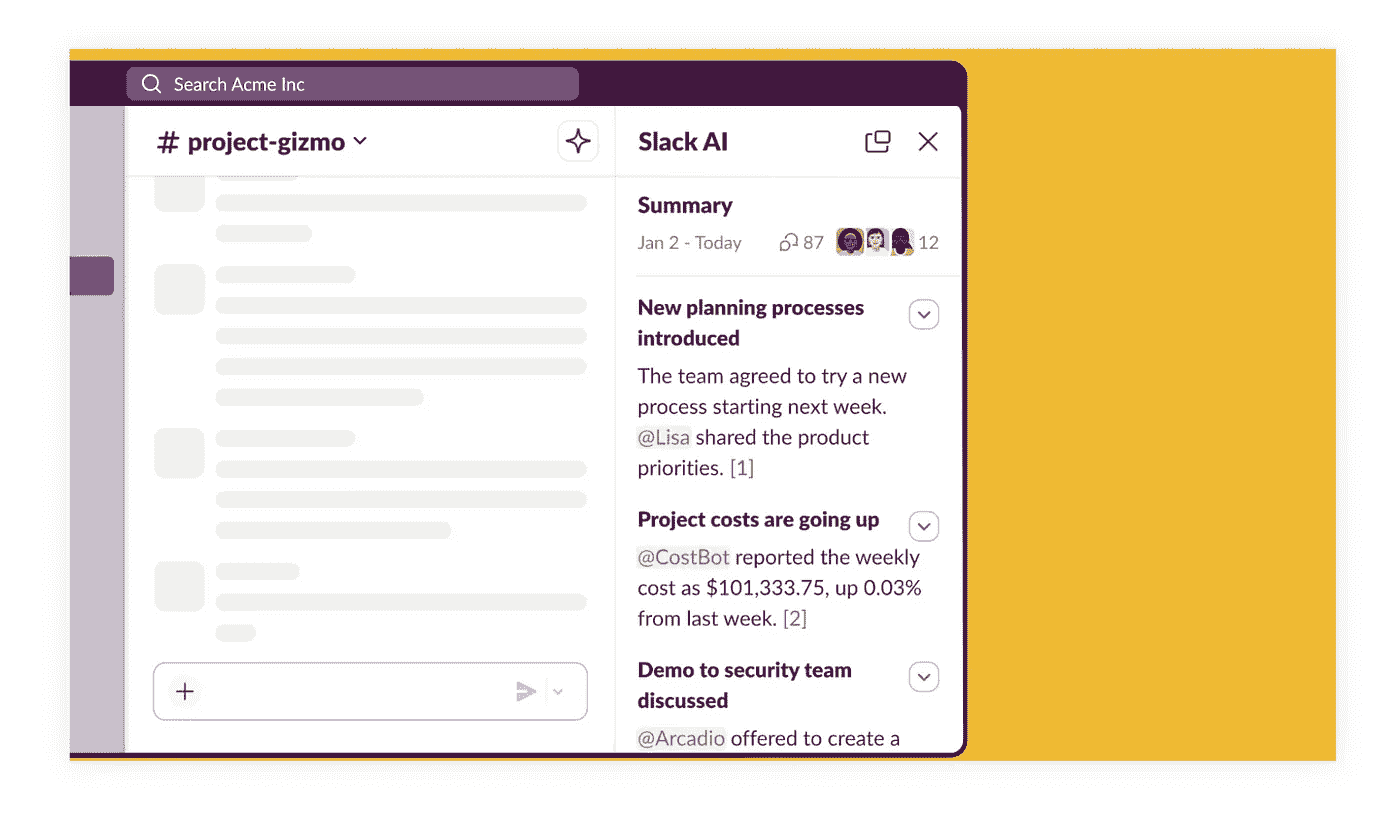 Search Acme Inc
# project-gizmo
Slack AI
Summary
Jan 2 - Today 87 12
New planning processes
introduced
The team agreed to try a new
process starting next week.
@Lisa shared the product
priorities. [1]
Project costs are going up
@CostBot reported the weekly
cost as $101,333.75, up 0.03%
from last week. [2]
Demo to security team
discussed
@Arcadio offered to create a